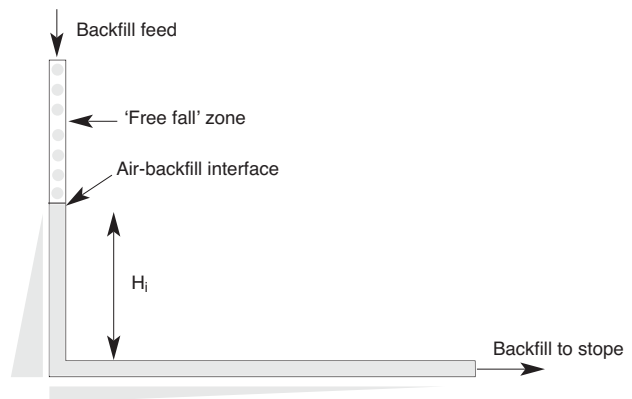 Backfill feed
‘Free fall’ zone
Air-backfill interface
Hi
Backfill to stope